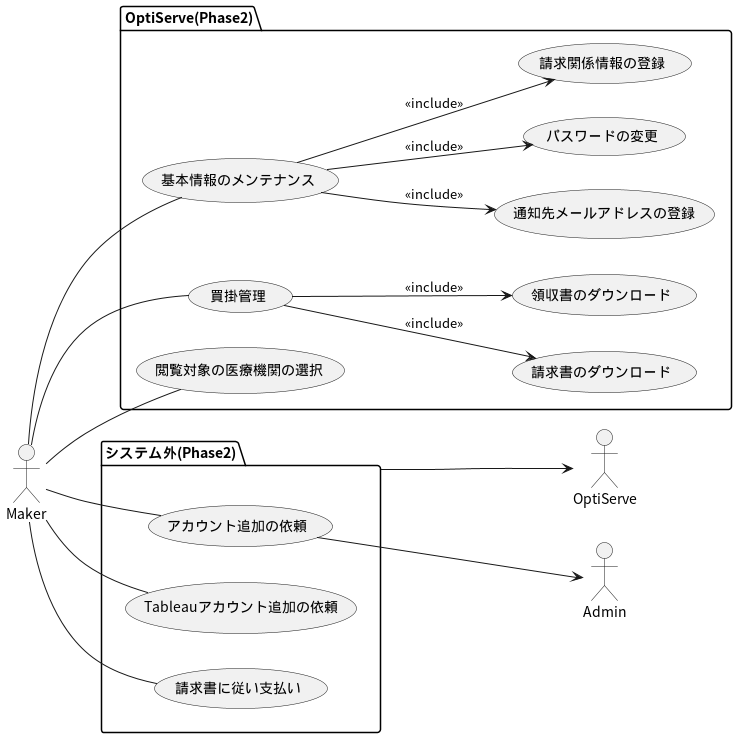 OptiServe(Phase2)
請求関係情報の登録
«include»
パスワードの変更
«include»
基本情報のメンテナンス
«include»
通知先メールアドレスの登録
買掛管理
«include»
領収書のダウンロード
«include»
閲覧対象の医療機関の選択
請求書のダウンロード
システム外(Phase2)
OptiServe
Maker
アカウント追加の依頼
Admin
Tableauアカウント追加の依頼
請求書に従い支払い